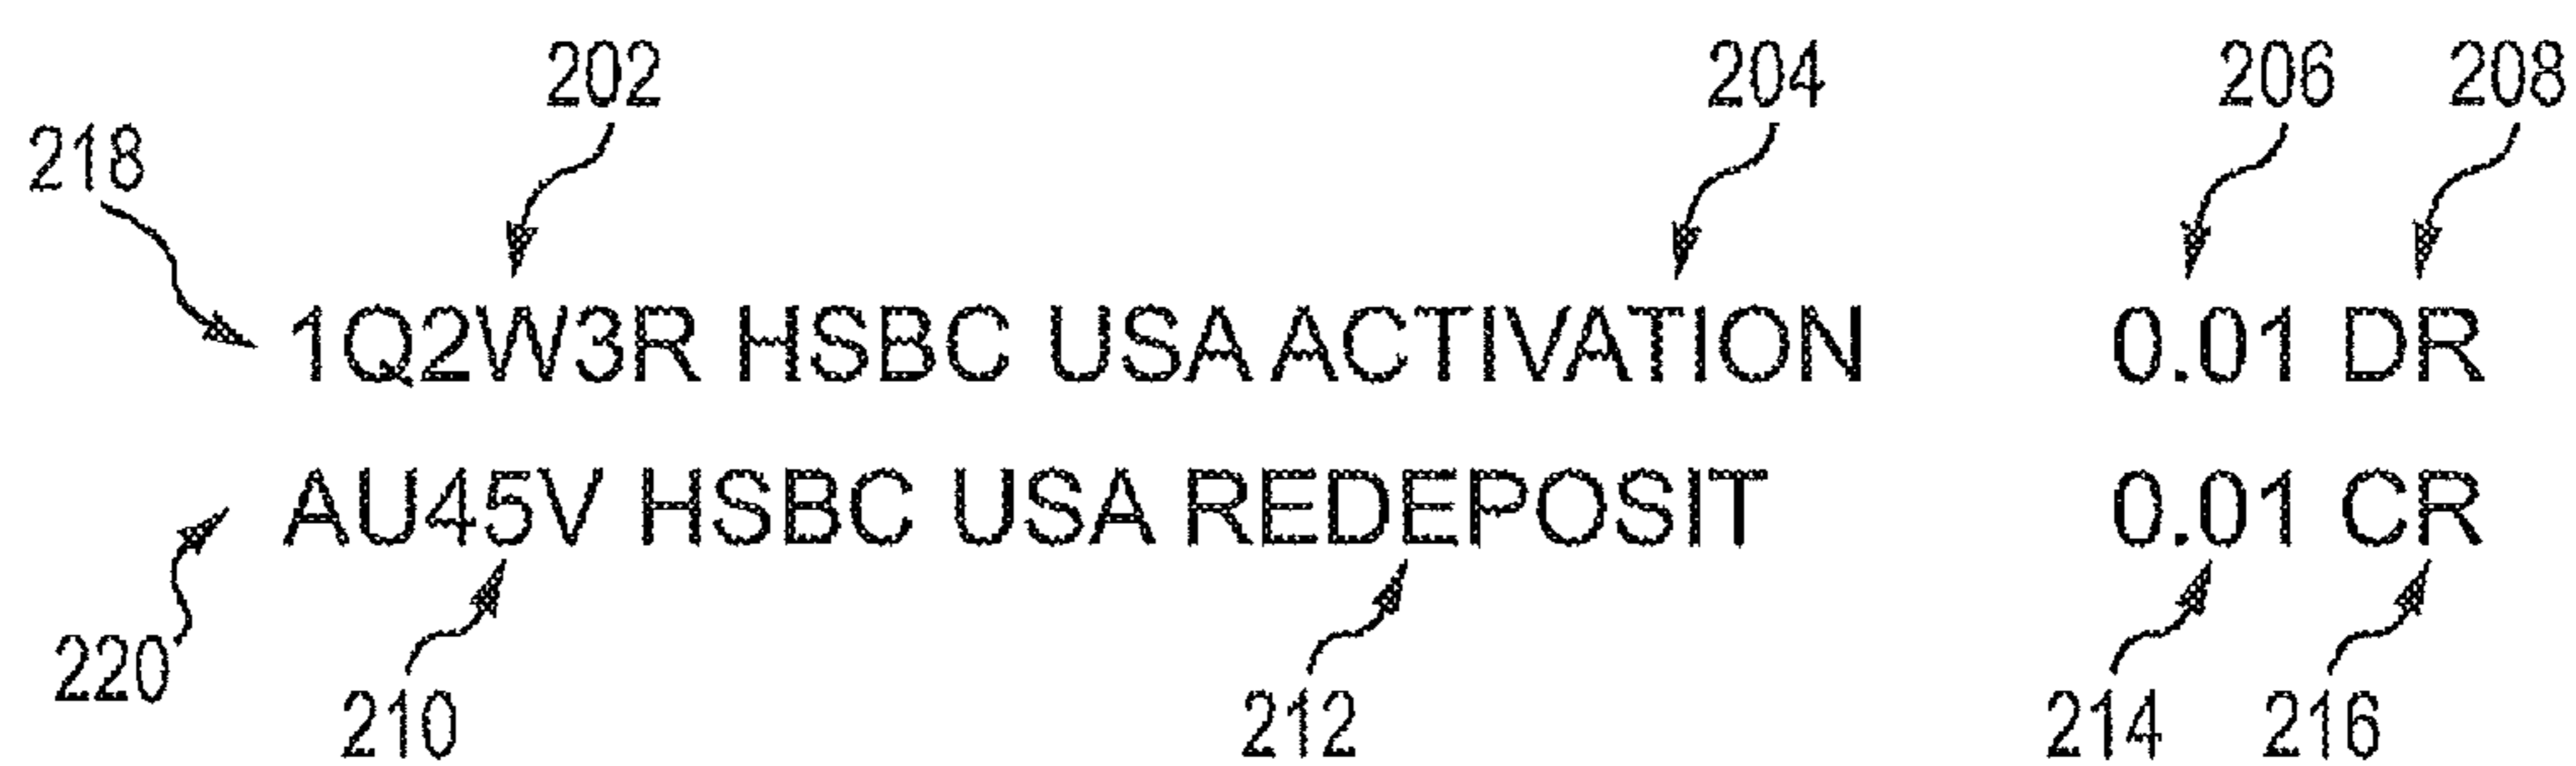 202 204 206 208
218
1Q2W3R HSBC USA ACTIVATION 0.01 DR
AU45V HSBC USA REDEPOSIT 0.01 CR
220
210 212 214 216